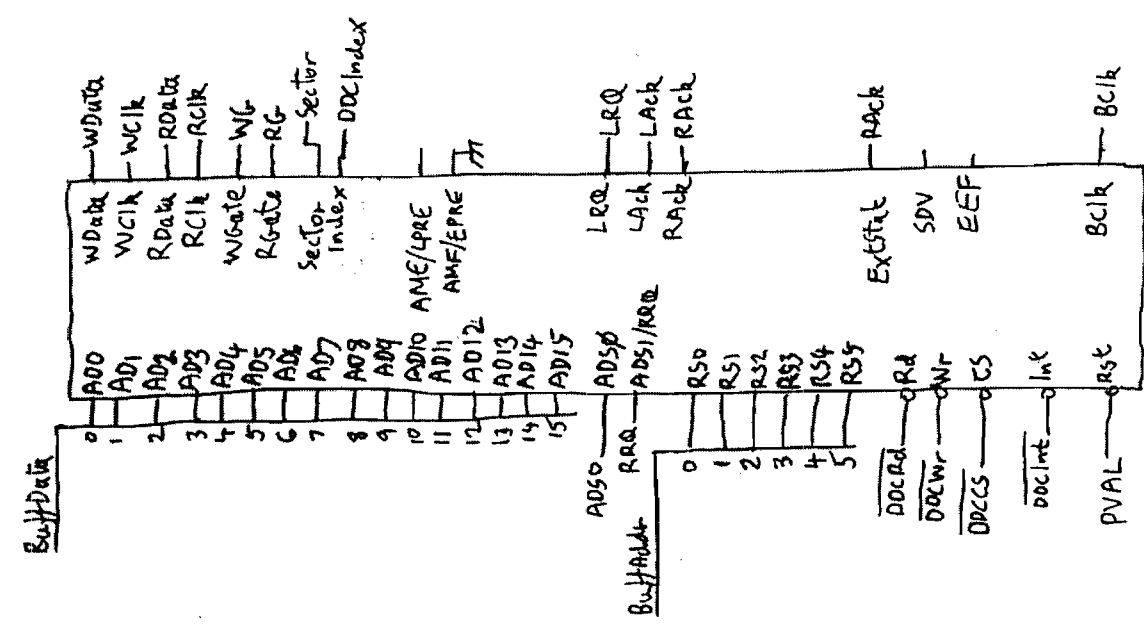 BuffData
0 AD0 WData WData
1 AD1 WClk WClk
2 AD2 RData RData
3 AD3 RClk RClk
4 AD4 WGate WG
5 AD5 RGate RG
6 AD6
7 AD7 Sector Sector
8 AD8 Index DDCIndex
9 AD9
10 AD10 AME/LPRE
11 AD11 AMF/EPRE
12 AD12
13 AD13
14 AD14
15 AD15
ADS0 ADSØ LRQ LRQ
RRQ ADS1/RRQ LAck LAck
RAck RAck
BuffAddr
0 RS0
1 RS1
2 RS2
3 RS3
4 RS4
5 RS5
ExtStat RAck
DDCRd Rd SDV
DDCWr Wr EEF
DDCCS CS
DDCInt Int
PVAL Rst BClk BClk